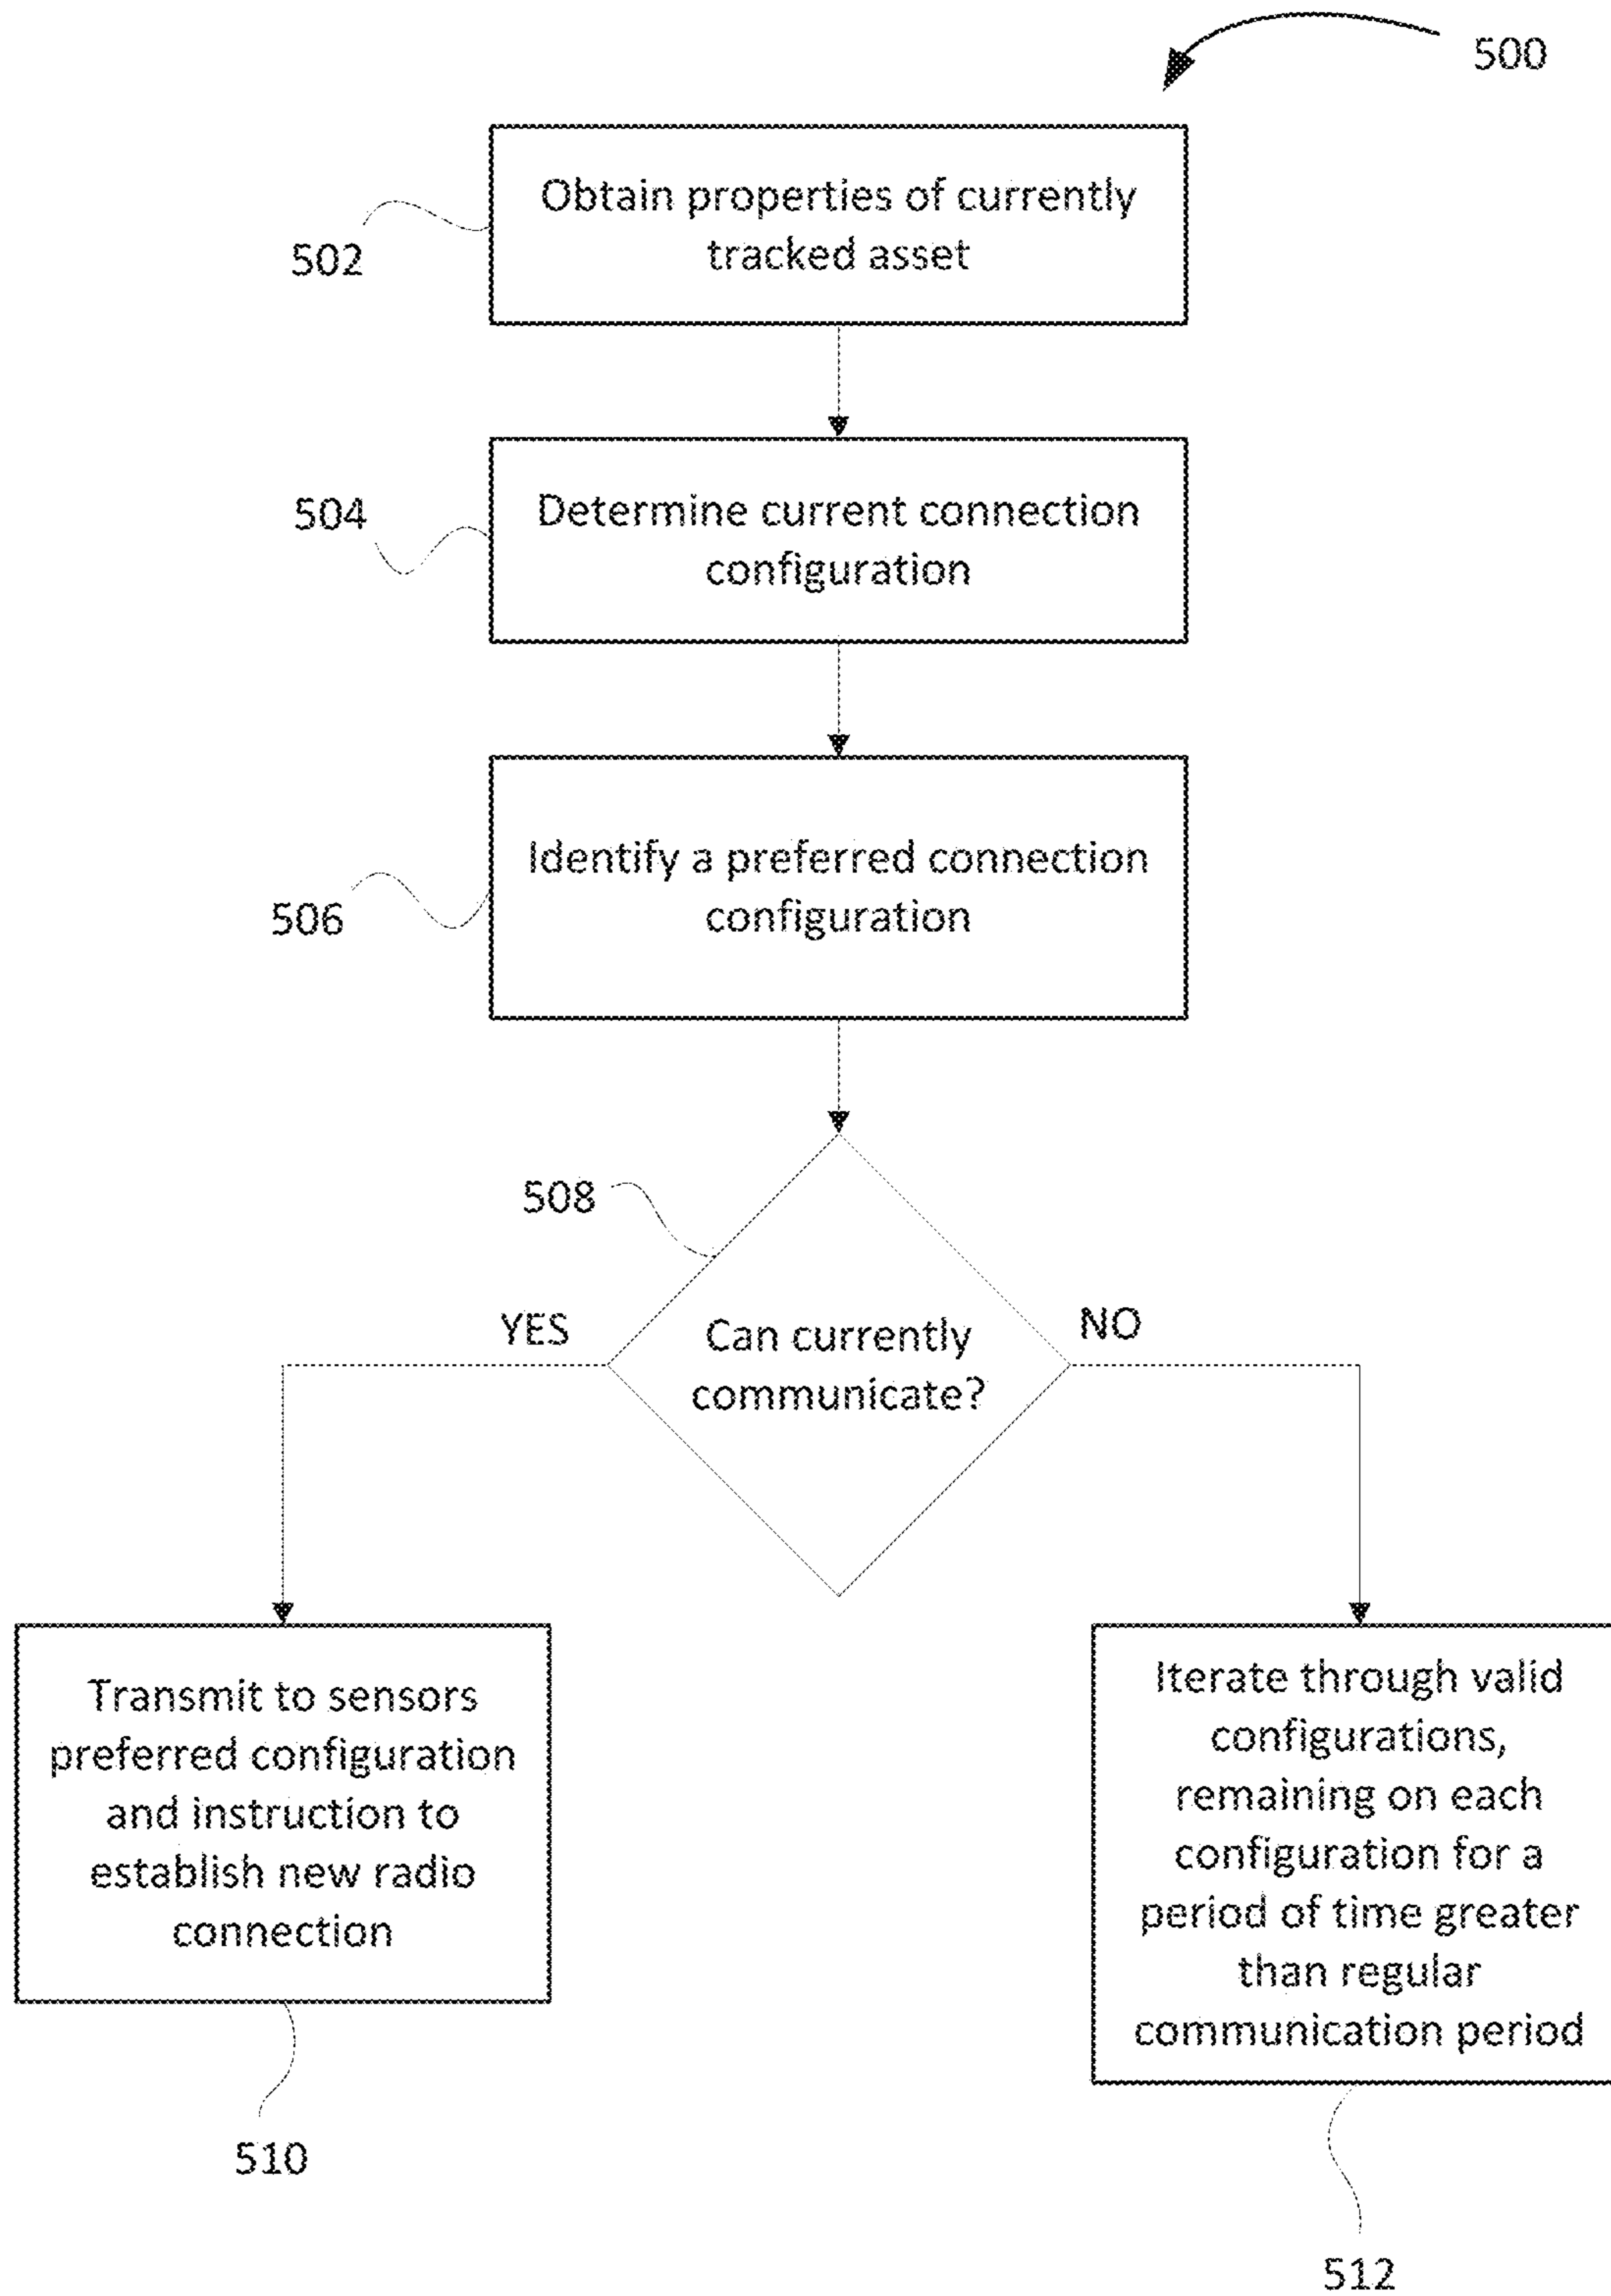 500
Obtain properties of currently
tracked asset
502
Determine current connection
configuration
504
Identify a preferred connection
configuration
506
508
YES
Can currently
communicate?
NO
Transmit to sensors
preferred configuration
and instruction to
establish new radio
connection
510
Iterate through valid
configurations,
remaining on each
configuration for a
period of time greater
than regular
communication period
512